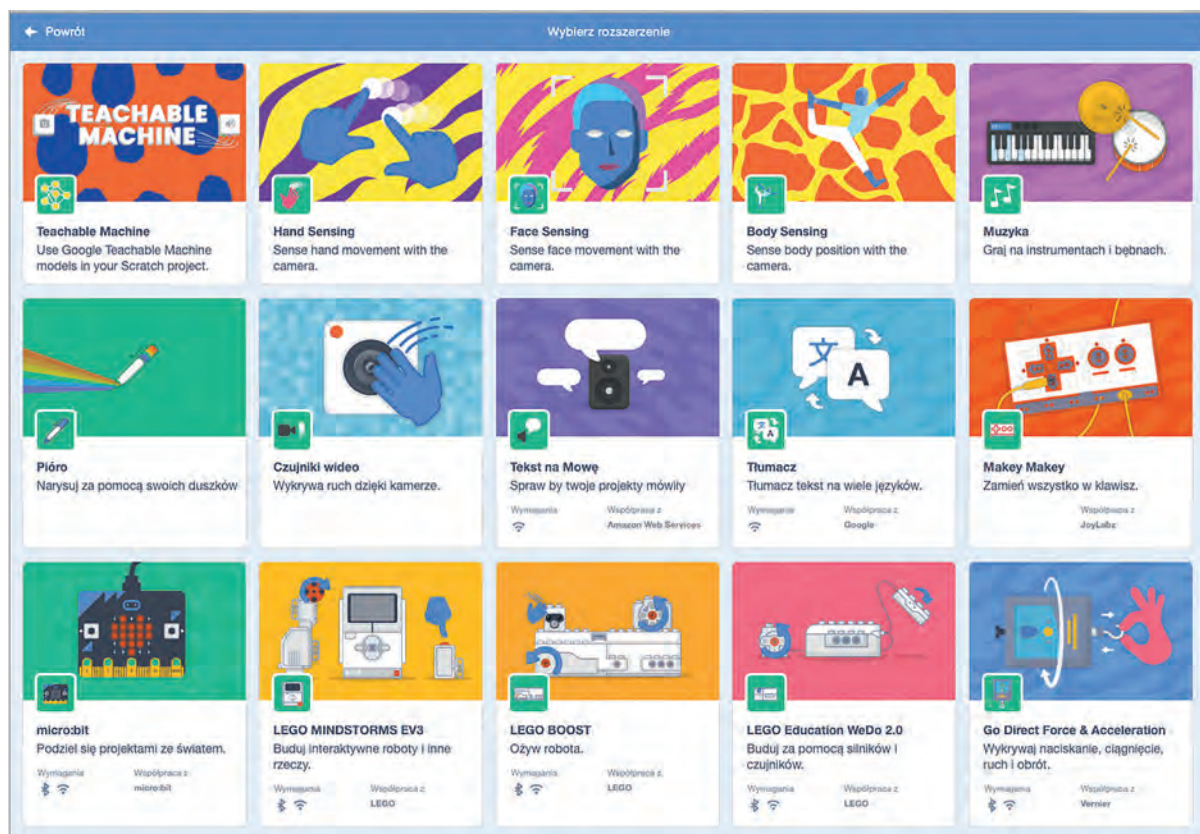 Powrót
Wybierz rozszerzenie
TEACHABLE
MACHINE
Teachable Machine
Use Google Teachable Machine
models in your Scratch project.
Hand Sensing
Sense hand movement with the
camera.
Face Sensing
Sense face movement with the
camera.
Body Sensing
Sense body position with the
camera.
Muzyka
Graj na instrumentach i bębnach.
Pióro
Narysuj za pomocą swoich duszków
Czujniki wideo
Wykrywa ruch dzięki kamerze.
Tekst na Mowę
Spraw by twoje projekty mówiły
Wymagania
Współpraca z
Amazon Web Services
文 A
Tłumacz
Tłumacz tekst na wiele języków.
Wymagania
Współpraca z
Google
Makey Makey
Zamień wszystko w klawisz.
Współpraca z
JoyLabz
micro:bit
Podziel się projektami ze światem.
Wymagania
Współpraca z
micro:bit
LEGO MINDSTORMS EV3
Buduj interaktywne roboty i inne
rzeczy.
Wymagania
Współpraca z
LEGO
LEGO BOOST
Ożyw robota.
Wymagania
Współpraca z
LEGO
LEGO Education WeDo 2.0
Buduj za pomocą silników i
czujników.
Wymagania
Współpraca z
LEGO
Go Direct Force & Acceleration
Wykrywaj naciskanie, ciągnięcie,
ruch i obrót.
Wymagania
Współpraca z
Vernier